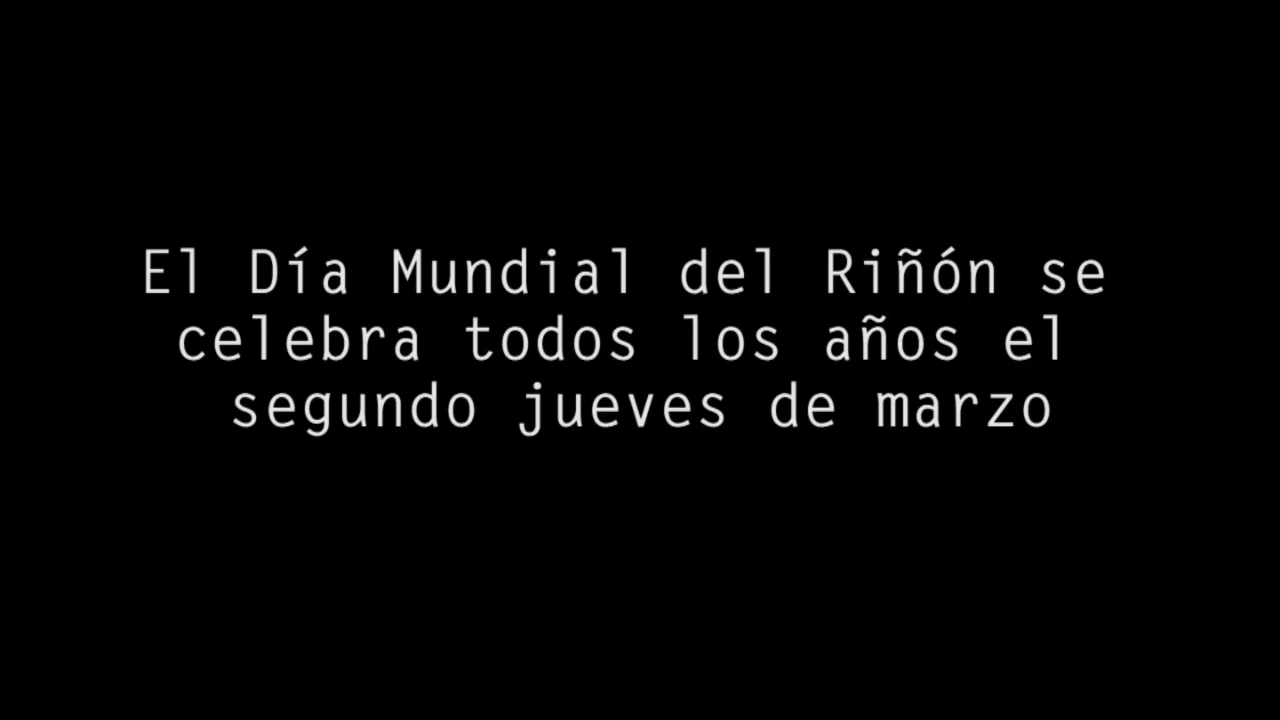 El Día Mundial del Riñón se
celebra todos los años el
segundo jueves de marzo